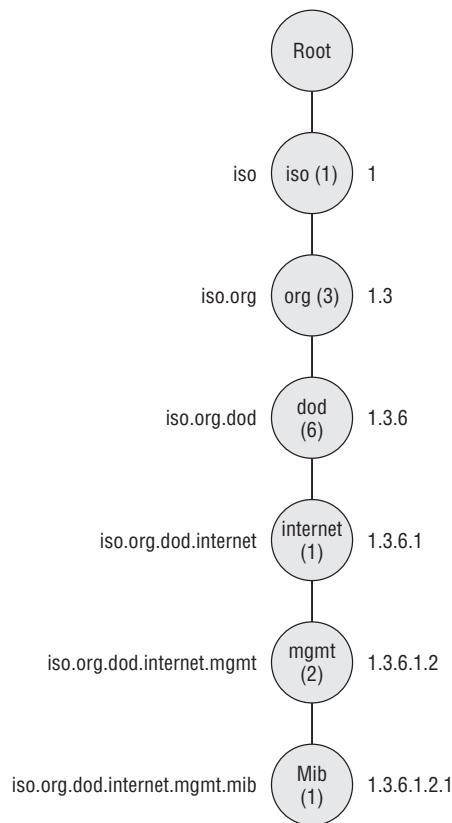 Root
iso iso (1) 1
iso.org org (3) 1.3
iso.org.dod dod (6) 1.3.6
iso.org.dod.internet internet (1) 1.3.6.1
iso.org.dod.internet.mgmt mgmt (2) 1.3.6.1.2
iso.org.dod.internet.mgmt.mib Mib (1) 1.3.6.1.2.1